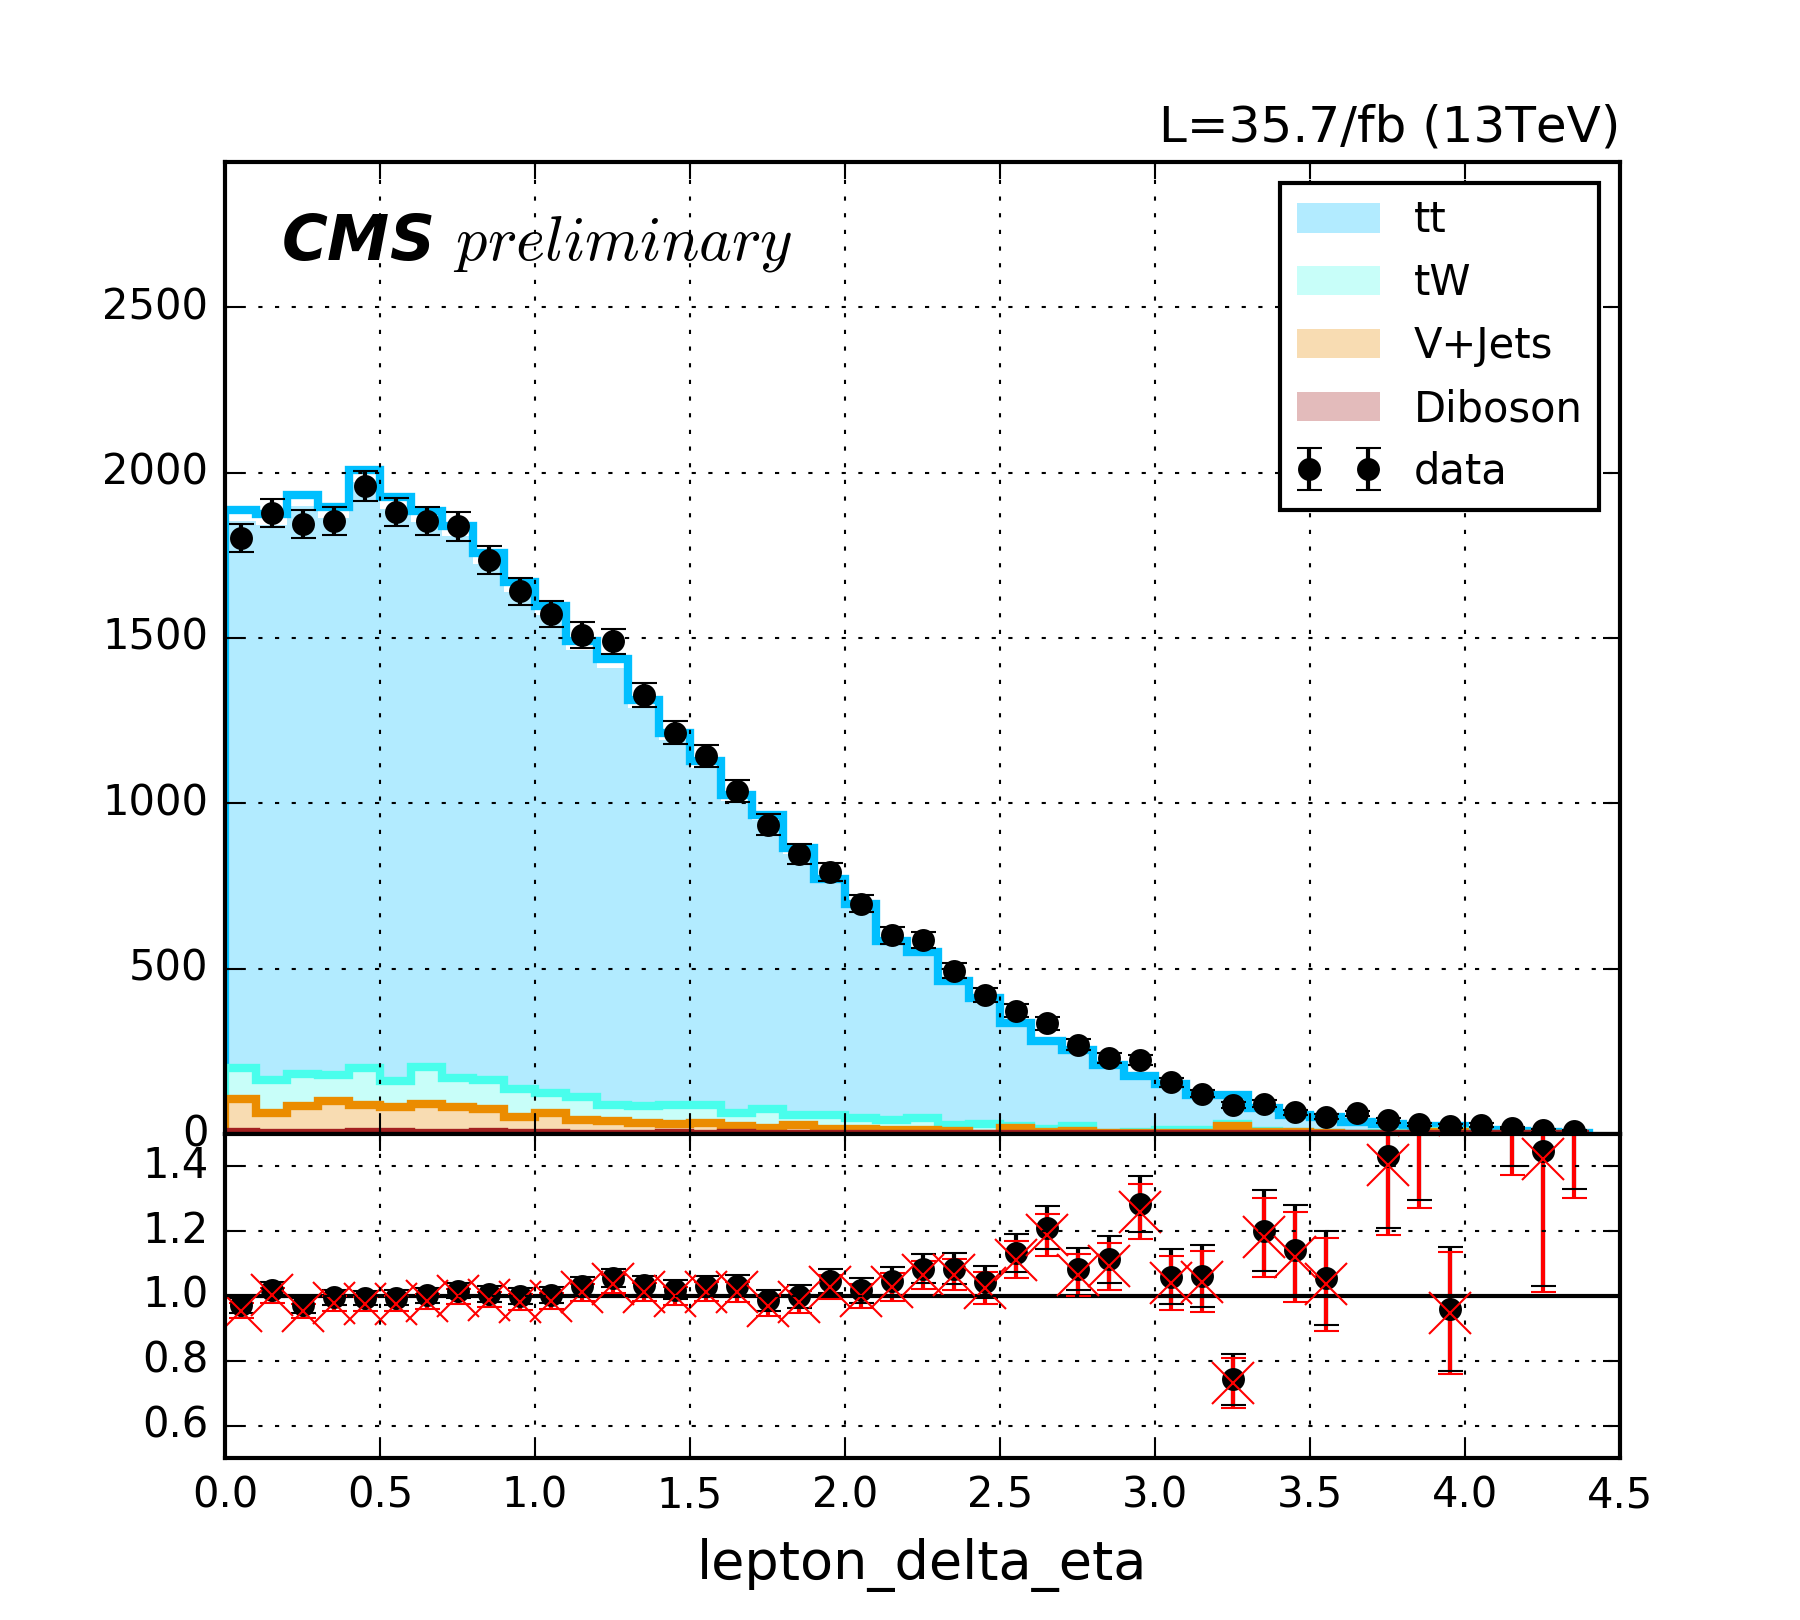 L=35.7/fb (13TeV)
CMS preliminary
tt
tW
V+Jets
Diboson
data
2500
2000
1500
1000
500
0
1.4
1.2
1.0
0.8
0.6
0.0 0.5 1.0 1.5 2.0 2.5 3.0 3.5 4.0 4.5
lepton_delta_eta